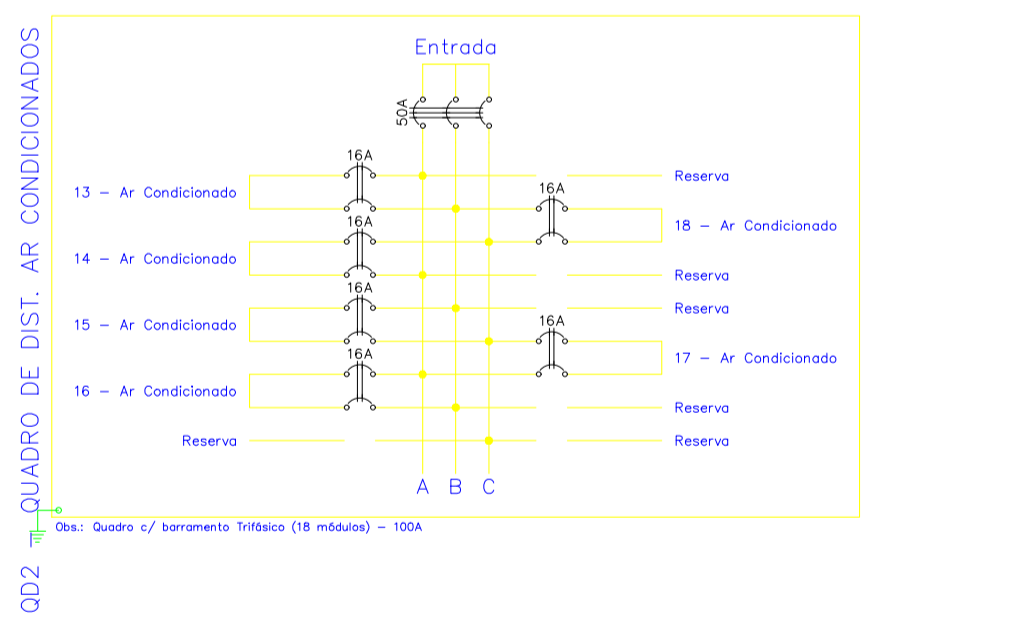 QD2 - QUADRO DE DIST. AR CONDICIONADOS
Entrada
50A
16A
Reserva
16A
13 - Ar Condicionado
16A
18 - Ar Condicionado
14 - Ar Condicionado
Reserva
16A
Reserva
16A
15 - Ar Condicionado
16A
17 - Ar Condicionado
16 - Ar Condicionado
Reserva
Reserva
Reserva
A B C
Obs.: Quadro c/ barramento Trifásico (18 módulos) - 100A